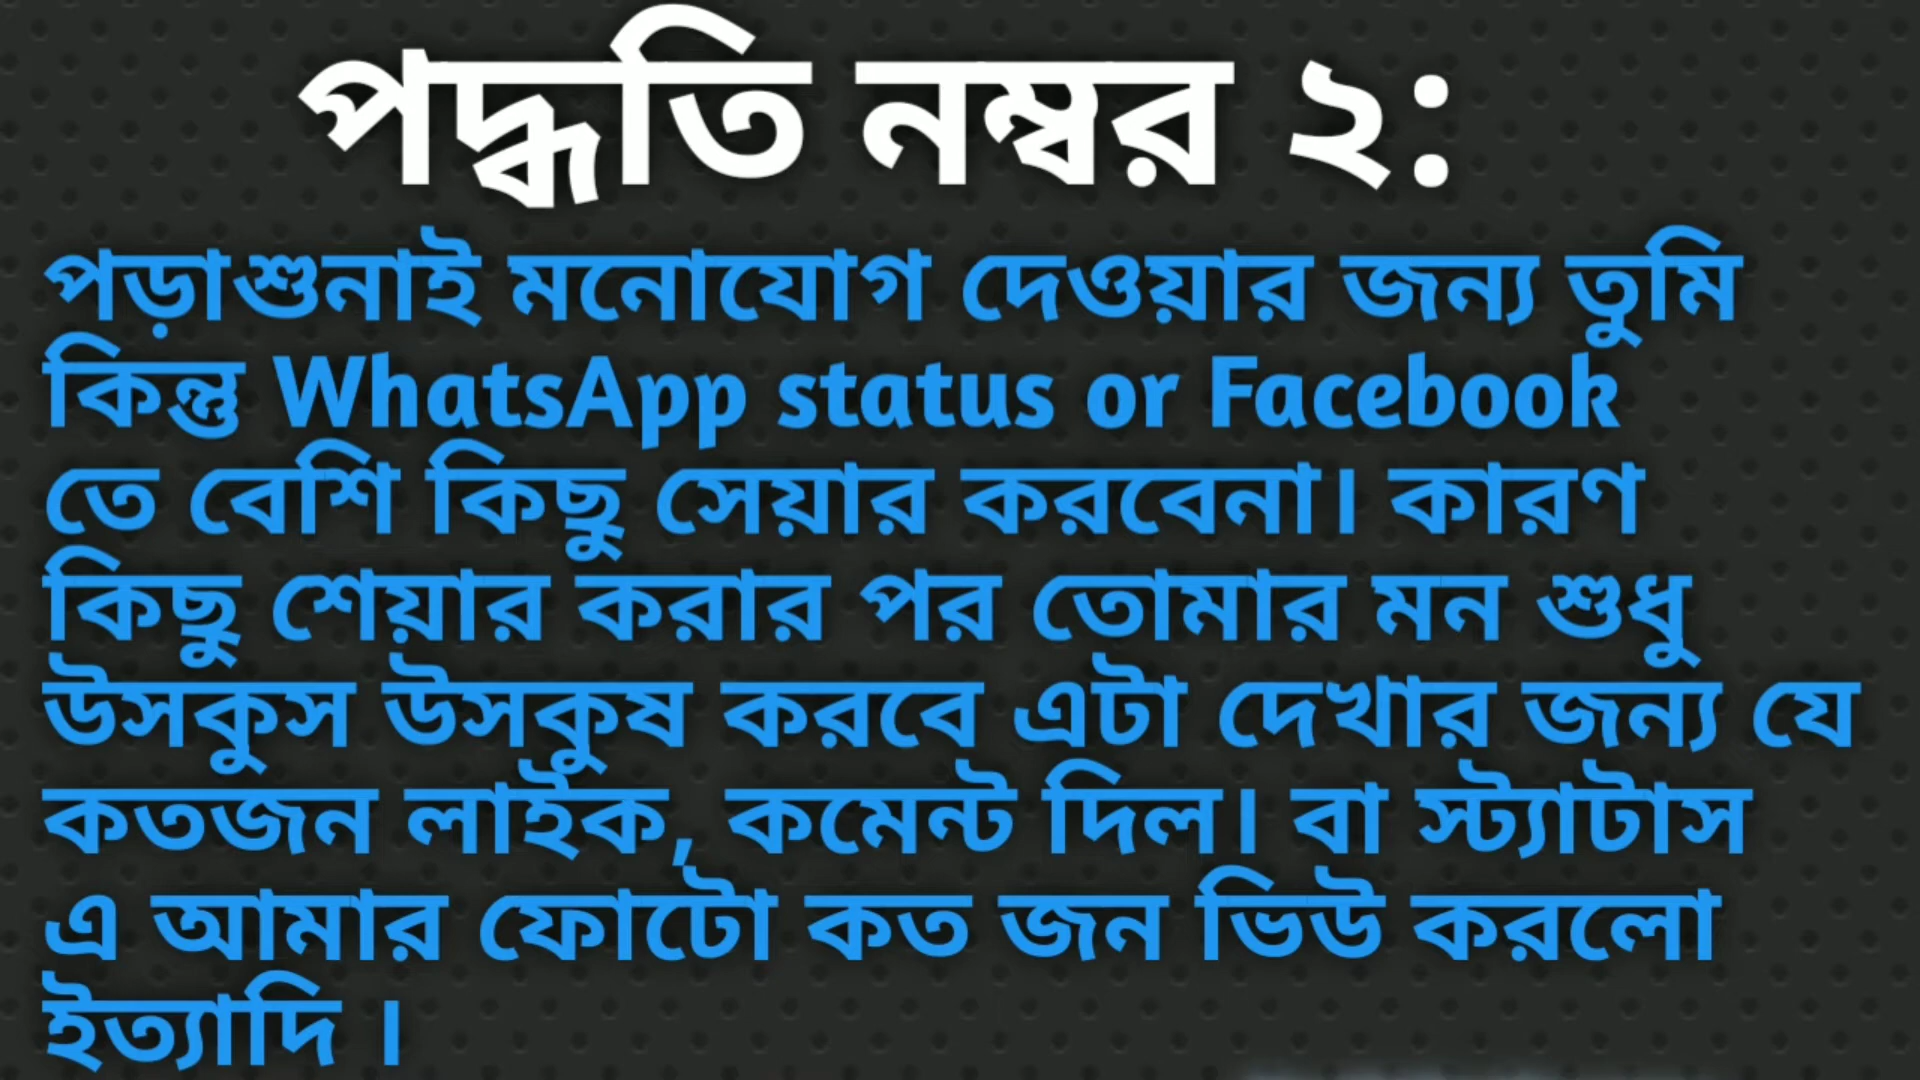 পদ্ধতি নম্বর ২:
পড়াশুনাই মনোযোগ দেওয়ার জন্য তুমি
কিন্তু WhatsApp status or Facebook
তে বেশি কিছু সেয়ার করবেনা। কারণ
কিছু শেয়ার করার পর তোমার মন শুধু
উসকুস উসকুষ করবে এটা দেখার জন্য যে
কতজন লাইক, কমেন্ট দিল। বা স্ট্যাটাস
এ আমার ফোটো কত জন ভিউ করলো
ইত্যাদি ।